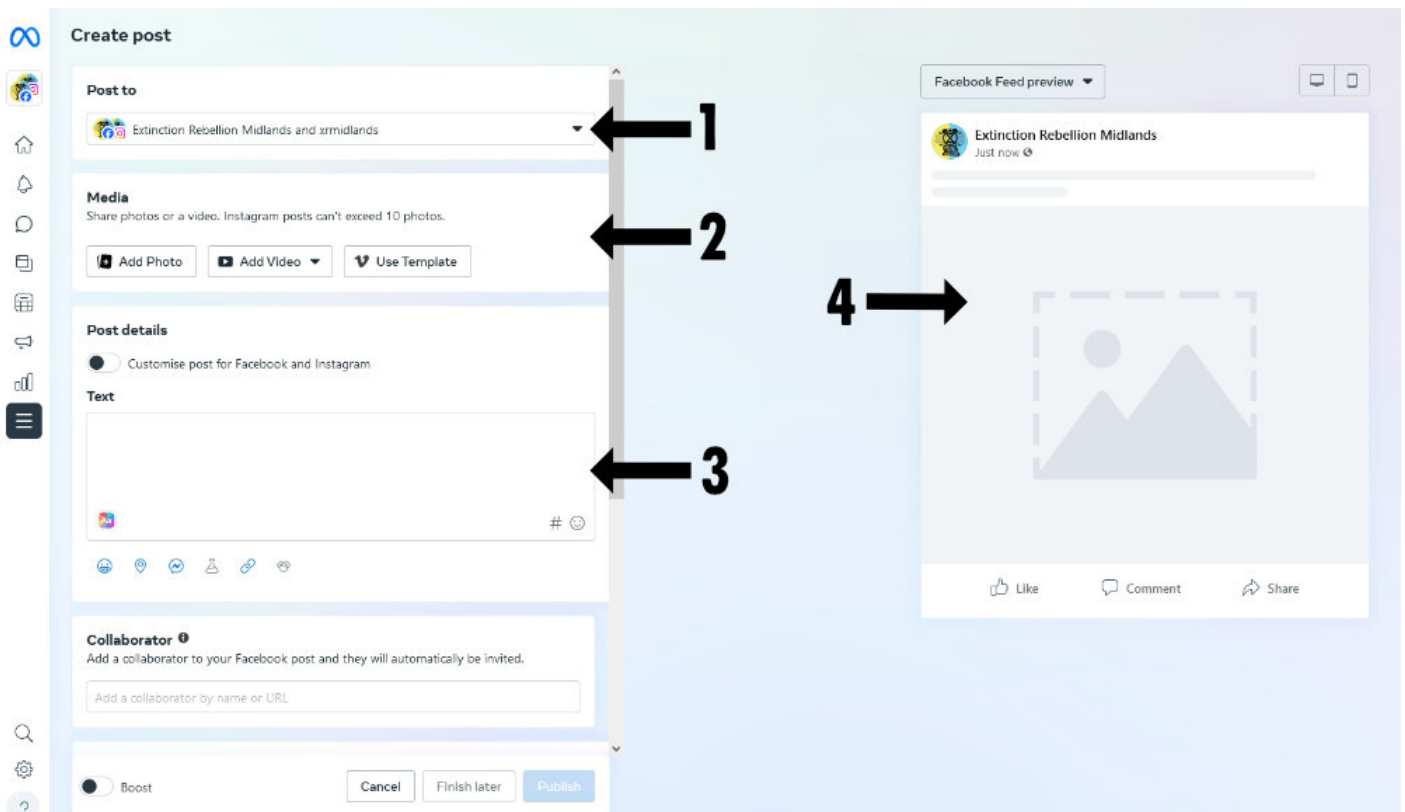 Create post
Post to
Extinction Rebellion Midlands and xrmidlands
1
Media
Share photos or a video. Instagram posts can't exceed 10 photos.
Add Photo
Add Video
Use Template
2
Post details
Customise post for Facebook and Instagram
Text
3
#
Collaborator
Add a collaborator to your Facebook post and they will automatically be invited.
Add a collaborator by name or URL
Boost
Cancel
Finish later
Publish
?
Facebook Feed preview
Extinction Rebellion Midlands
Just now
4
Like
Comment
Share